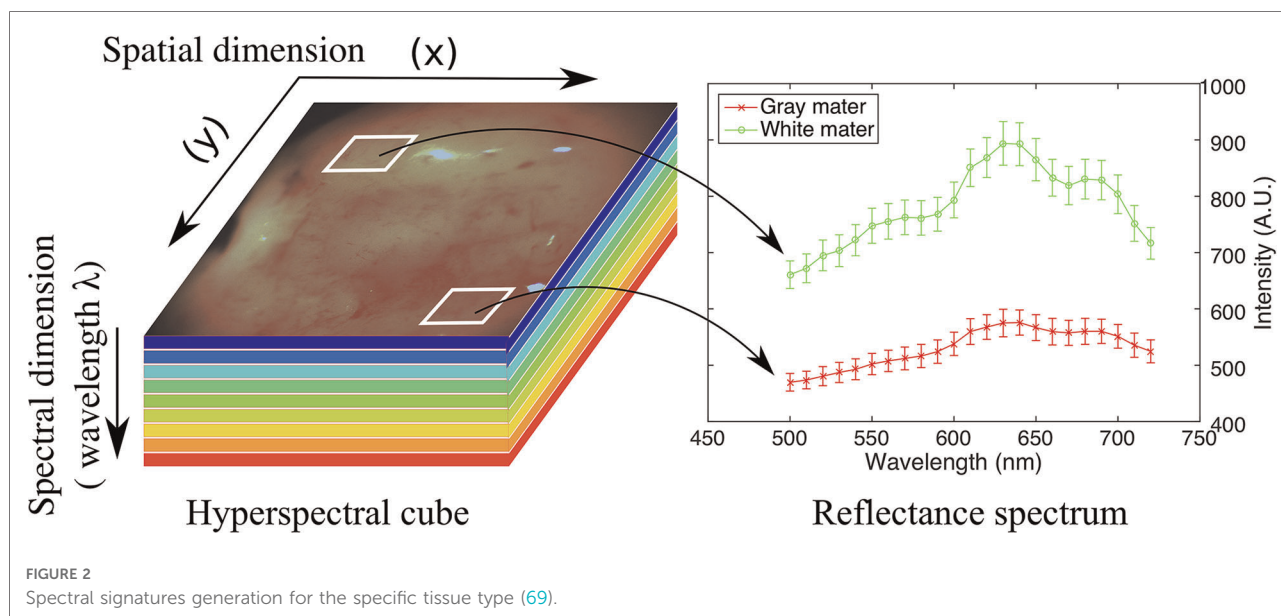 Spatial dimension (x)
(y)
Spectral dimension
( wavelength λ)
Hyperspectral cube
Gray mater
White mater
1000
900
800
700
600
500
400
Intensity (A.U.)
450 500 550 600 650 700 750
Wavelength (nm)
Reflectance spectrum
FIGURE 2
Spectral signatures generation for the specific tissue type (69).